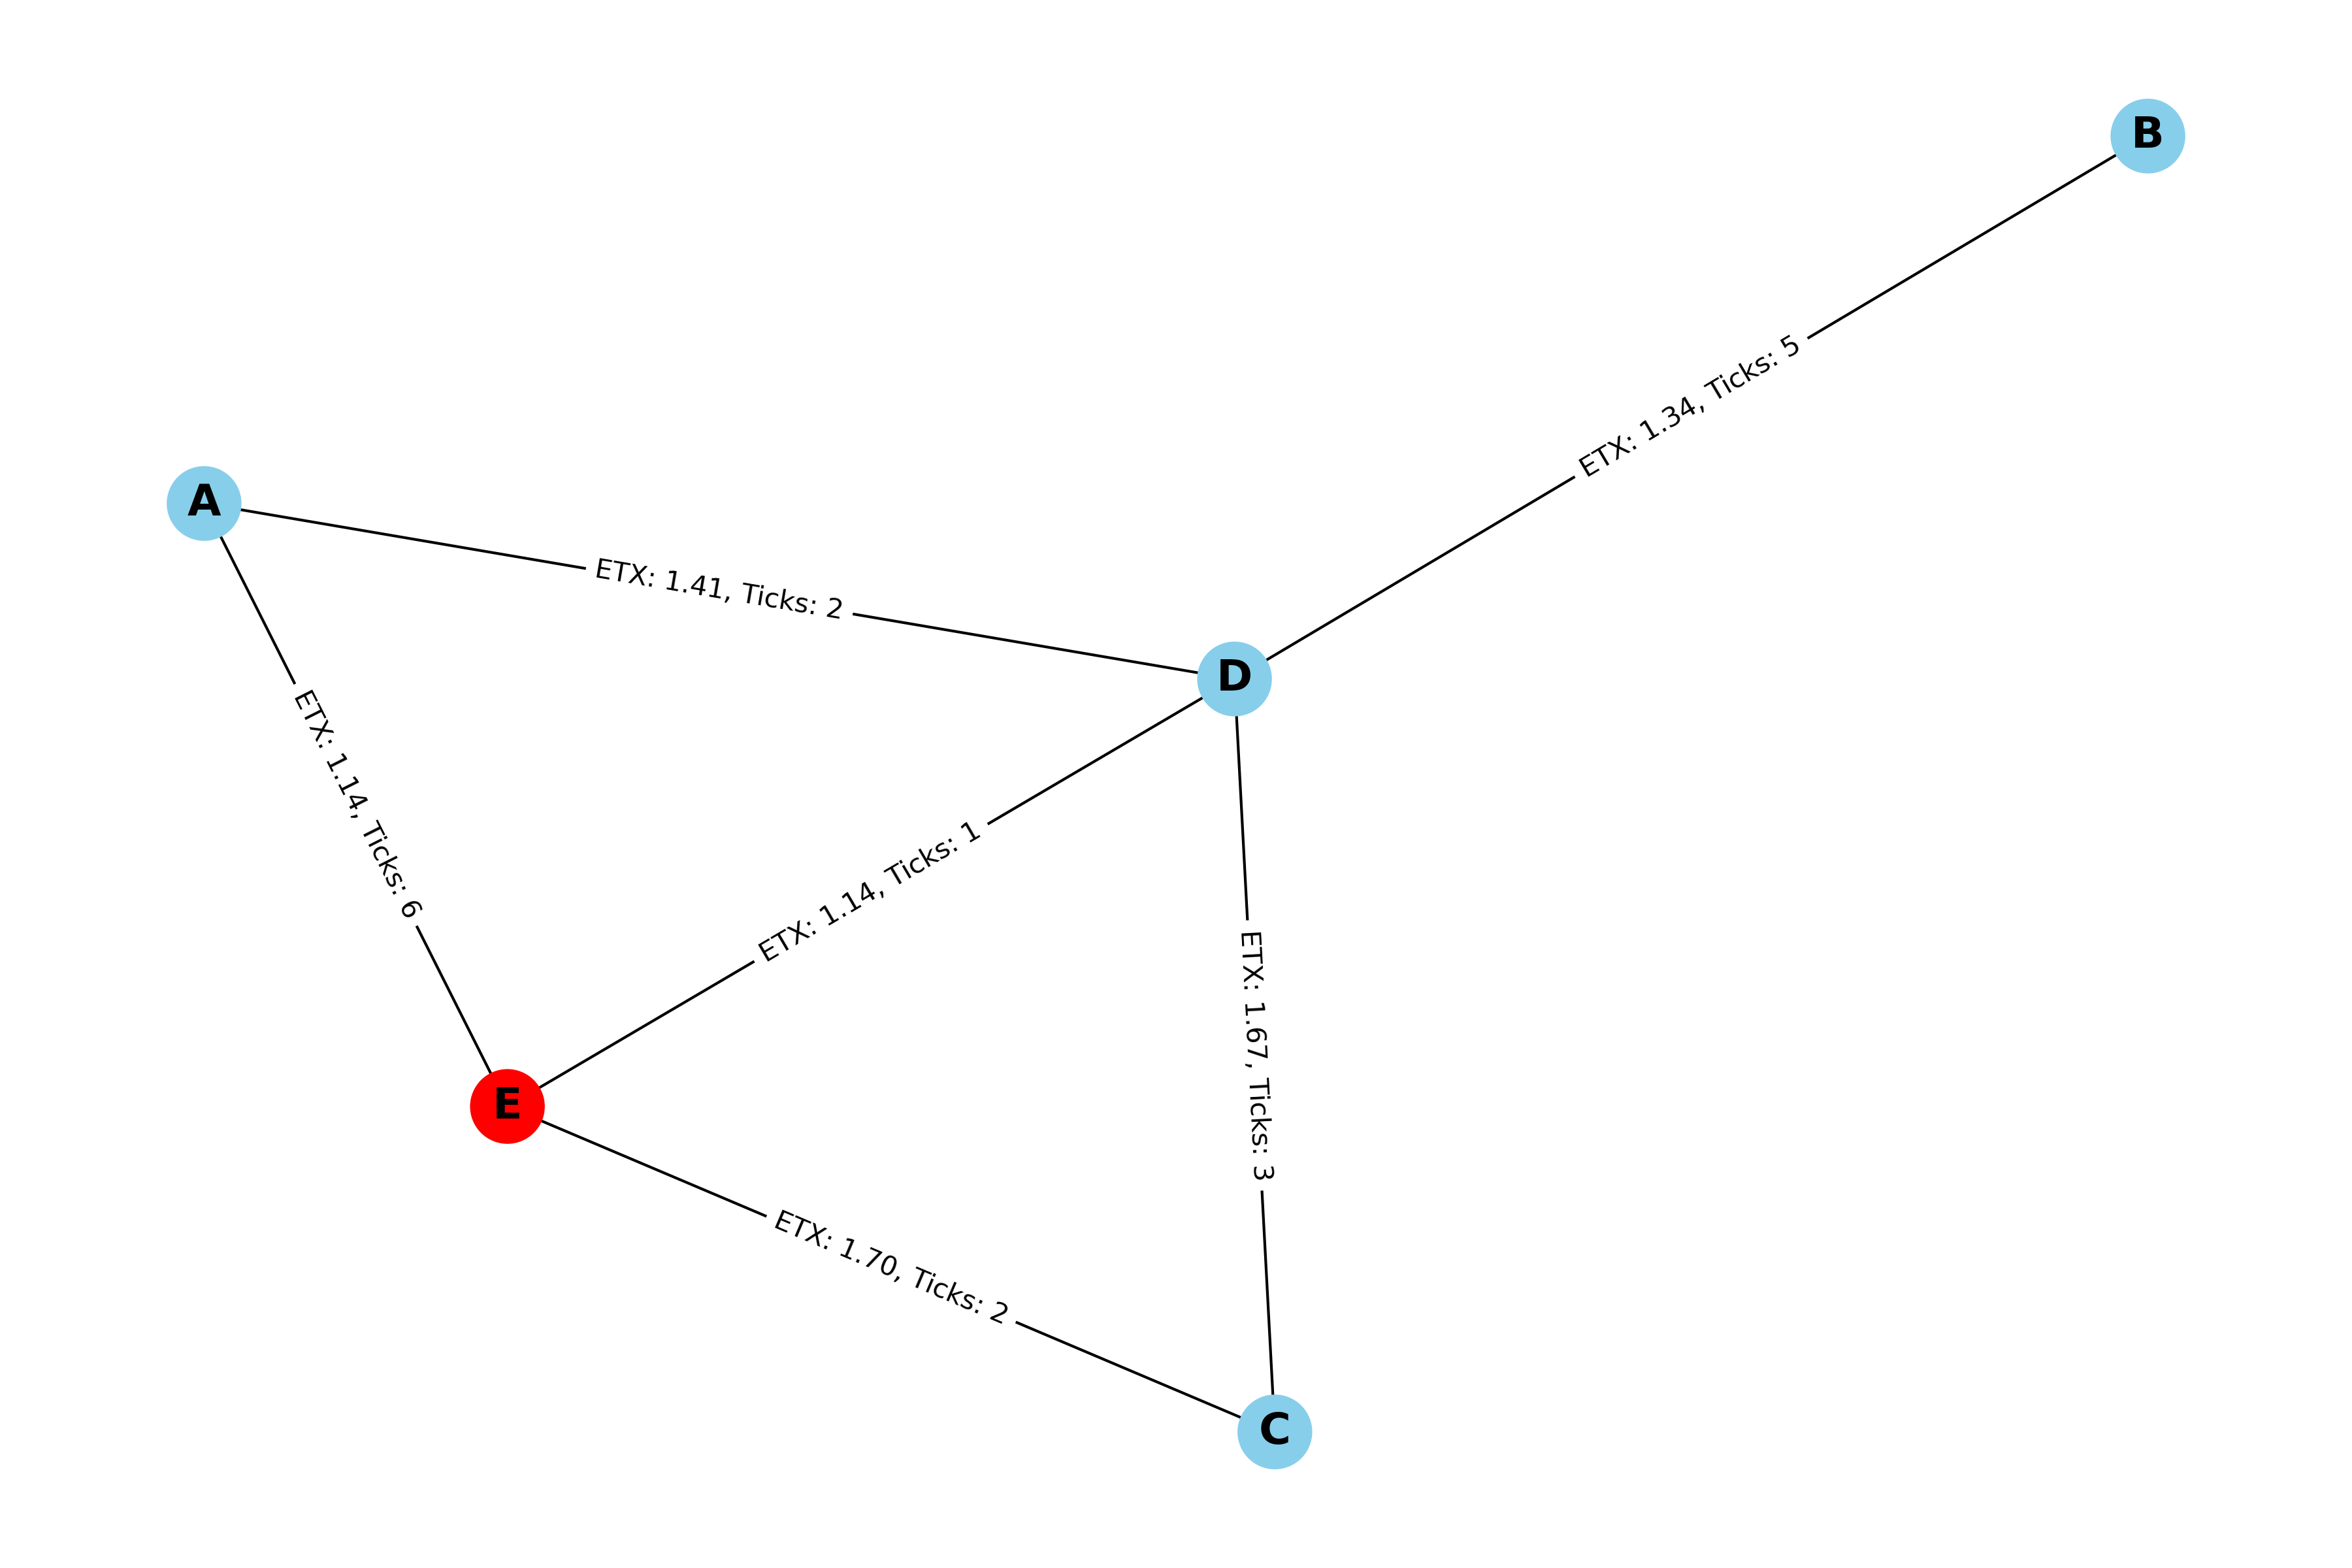 B
ETX: 1.34, Ticks: 5
A
ETX: 1.41, Ticks: 2
D
ETX: 1.14, Ticks: 6
ETX: 1.14, Ticks: 1
ETX: 1.67, Ticks: 3
E
ETX: 1.70, Ticks: 2
C